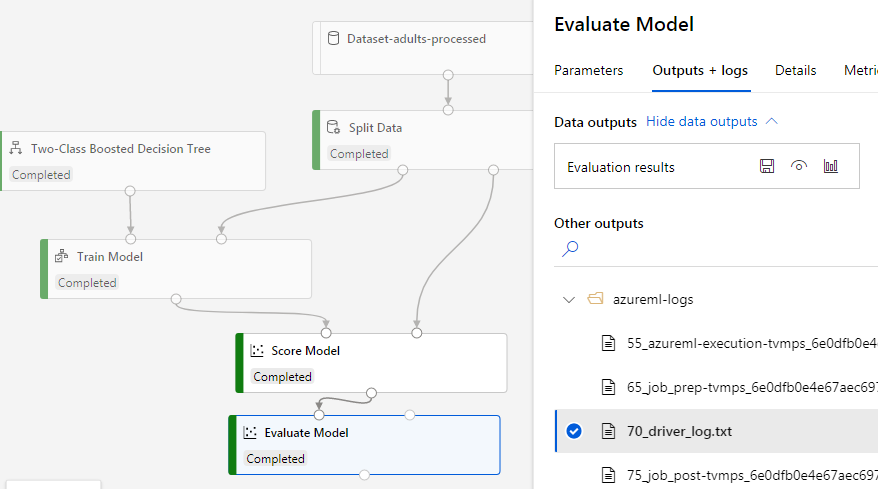 Dataset-adults-processed
Split Data
Completed
Two-Class Boosted Decision Tree
Completed
Train Model
Completed
Score Model
Completed
Evaluate Model
Completed
Evaluate Model
Parameters Outputs + logs Details Metri
Data outputs Hide data outputs
Evaluation results
Other outputs
azureml-logs
55_azureml-execution-tvmps_6e0dfb0e4e
65_job_prep-tvmps_6e0dfb0e4e67aec697
70_driver_log.txt
75_job_post-tvmps_6e0dfb0e4e67aec697